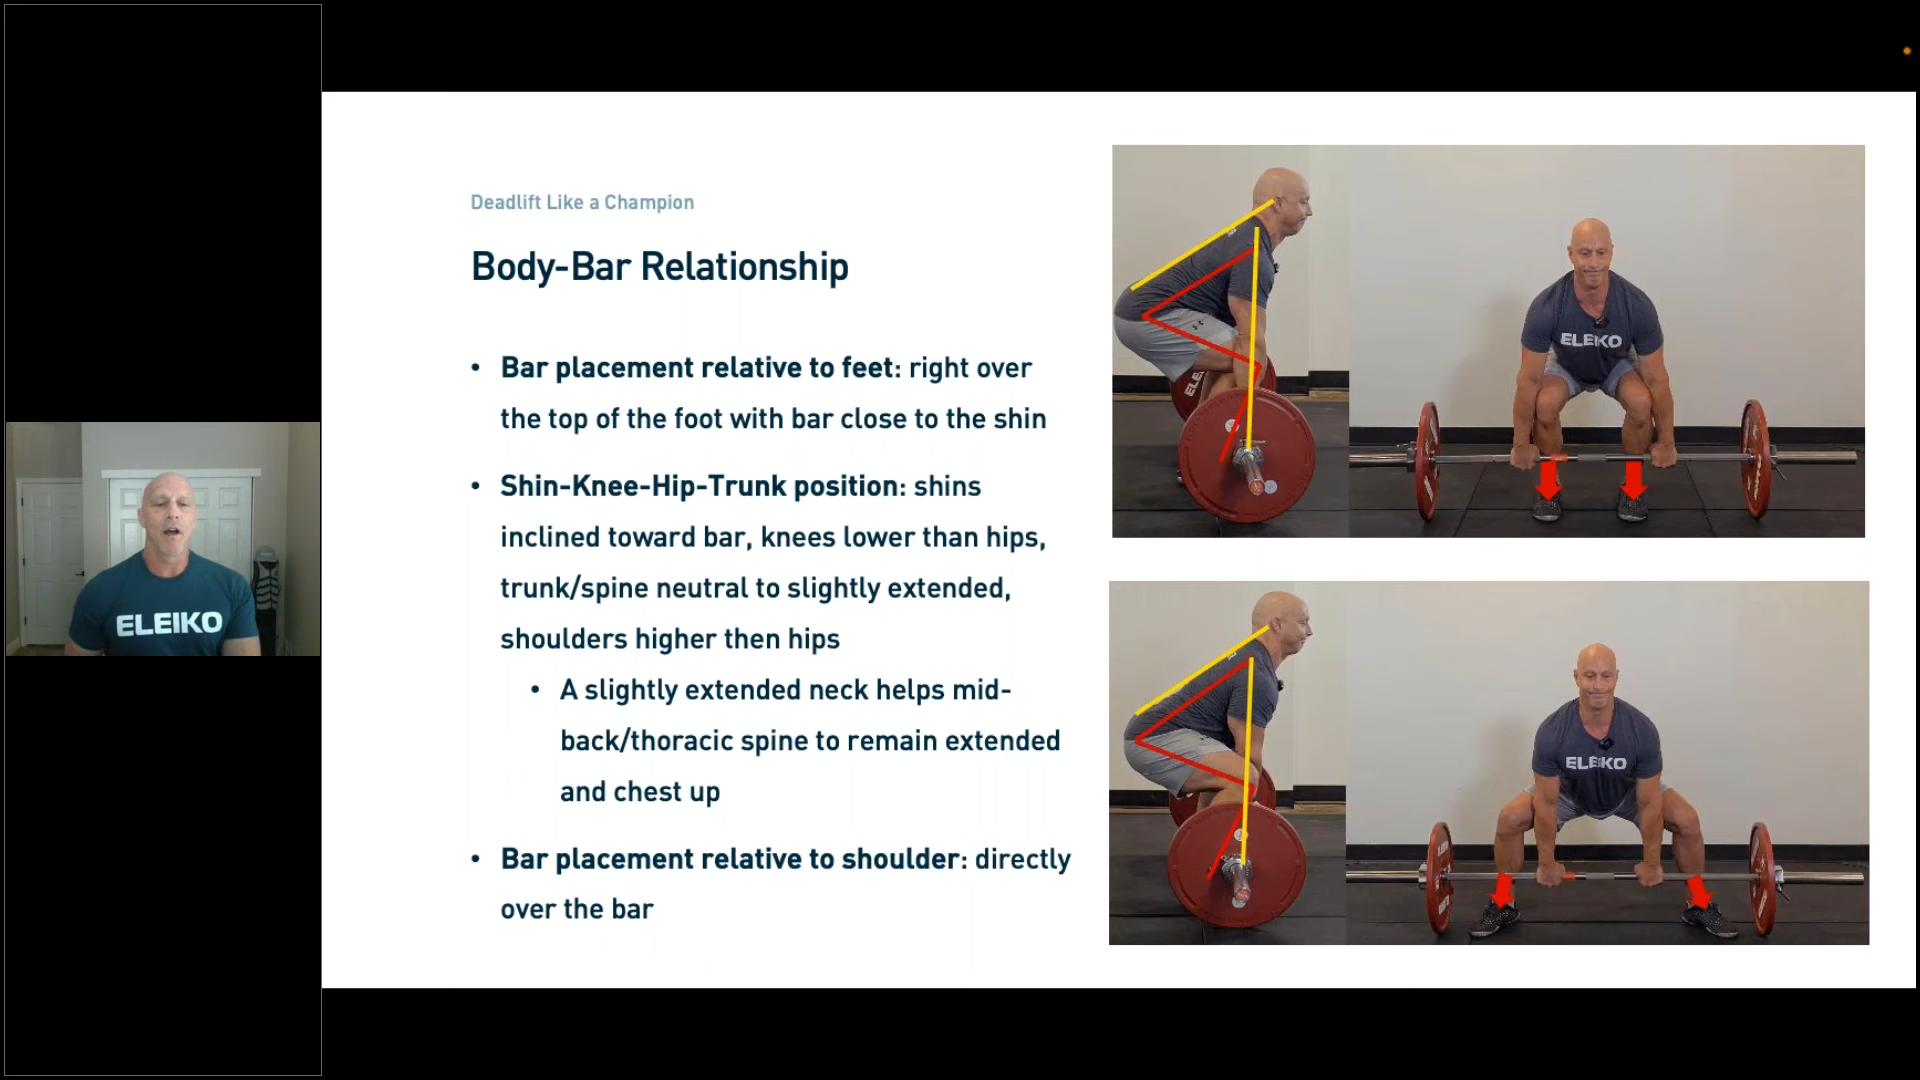 Deadlift Like a Champion
Body-Bar Relationship
• Bar placement relative to feet: right over
the top of the foot with bar close to the shin
• Shin-Knee-Hip-Trunk position: shins
inclined toward bar, knees lower than hips,
trunk/spine neutral to slightly extended,
shoulders higher then hips
• A slightly extended neck helps mid-
back/thoracic spine to remain extended
and chest up
• Bar placement relative to shoulder: directly
over the bar
ELEIKO
ELEIKO
ELEIKO